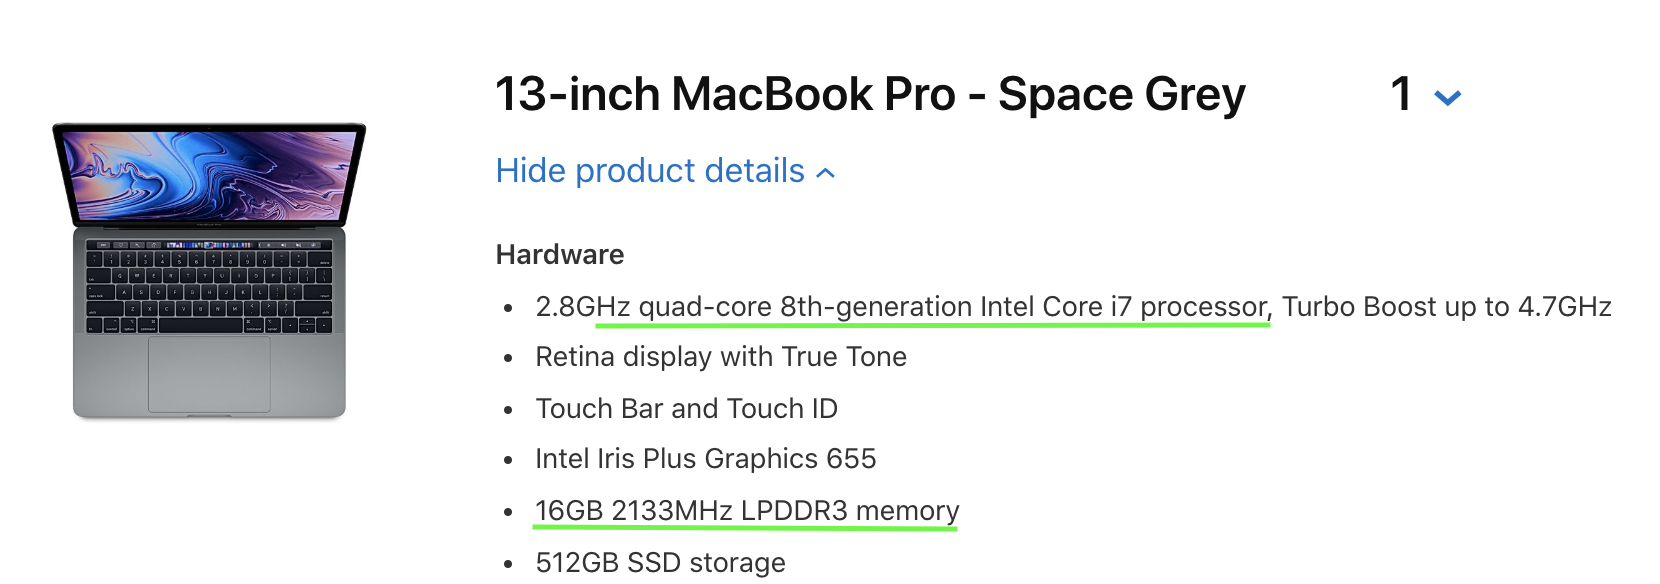 13-inch MacBook Pro - Space Grey 1
Hide product details
Hardware
• 2.8GHz quad-core 8th-generation Intel Core i7 processor, Turbo Boost up to 4.7GHz
• Retina display with True Tone
• Touch Bar and Touch ID
• Intel Iris Plus Graphics 655
• 16GB 2133MHz LPDDR3 memory
• 512GB SSD storage